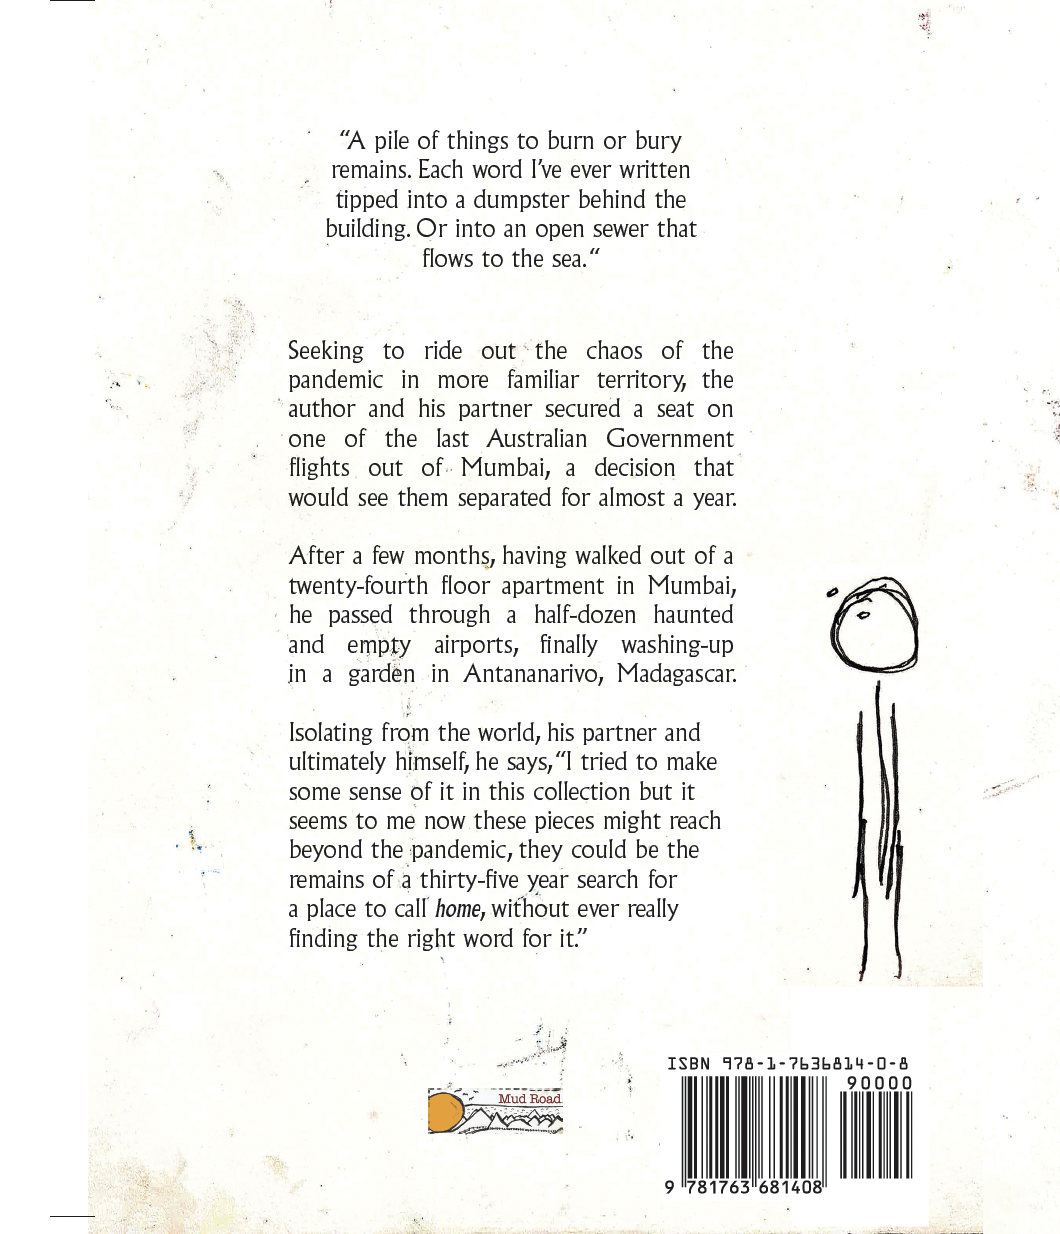 “A pile of things to burn or bury
remains. Each word I’ve ever written
tipped into a dumpster behind the
building. Or into an open sewer that
flows to the sea.“
Seeking to ride out the chaos of the
pandemic in more familiar territory, the
author and his partner secured a seat on
one of the last Australian Government
flights out of Mumbai, a decision that
would see them separated for almost a year.
After a few months, having walked out of a
twenty-fourth floor apartment in Mumbai,
he passed through a half-dozen haunted
and empty airports, finally washing-up
in a garden in Antananarivo, Madagascar.
Isolating from the world, his partner and
ultimately himself, he says, “I tried to make
some sense of it in this collection but it
seems to me now these pieces might reach
beyond the pandemic, they could be the
remains of a thirty-five year search for
a place to call home, without ever really
finding the right word for it.”
Mud Road
ISBN 978-1-7636814-0-8
90000
9 781763 681408